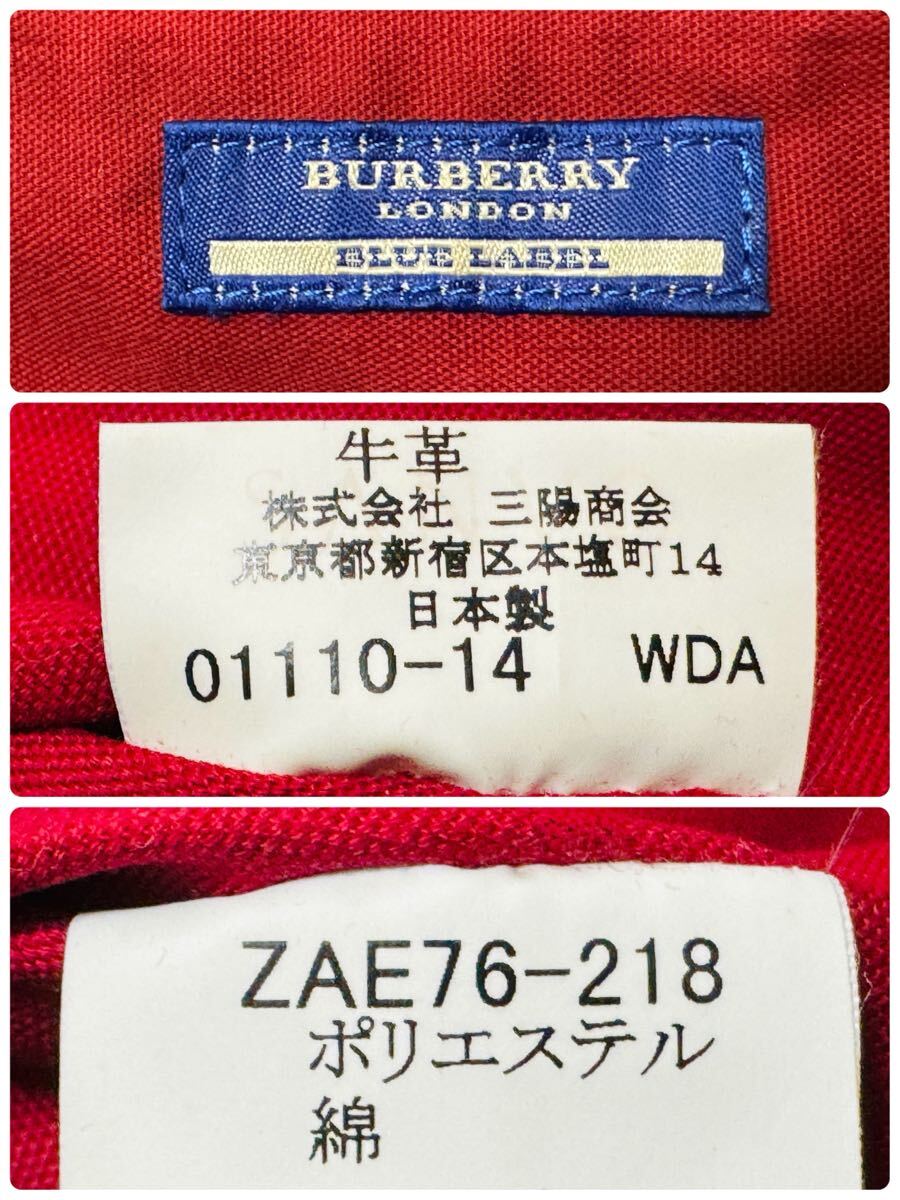 BURBERRY
LONDON
BLUE LABEL
牛革
株式会社 三陽商会
東京都新宿区本塩町14
日本製
01110-14 WDA
ZAE76-218
ポリエステル
綿